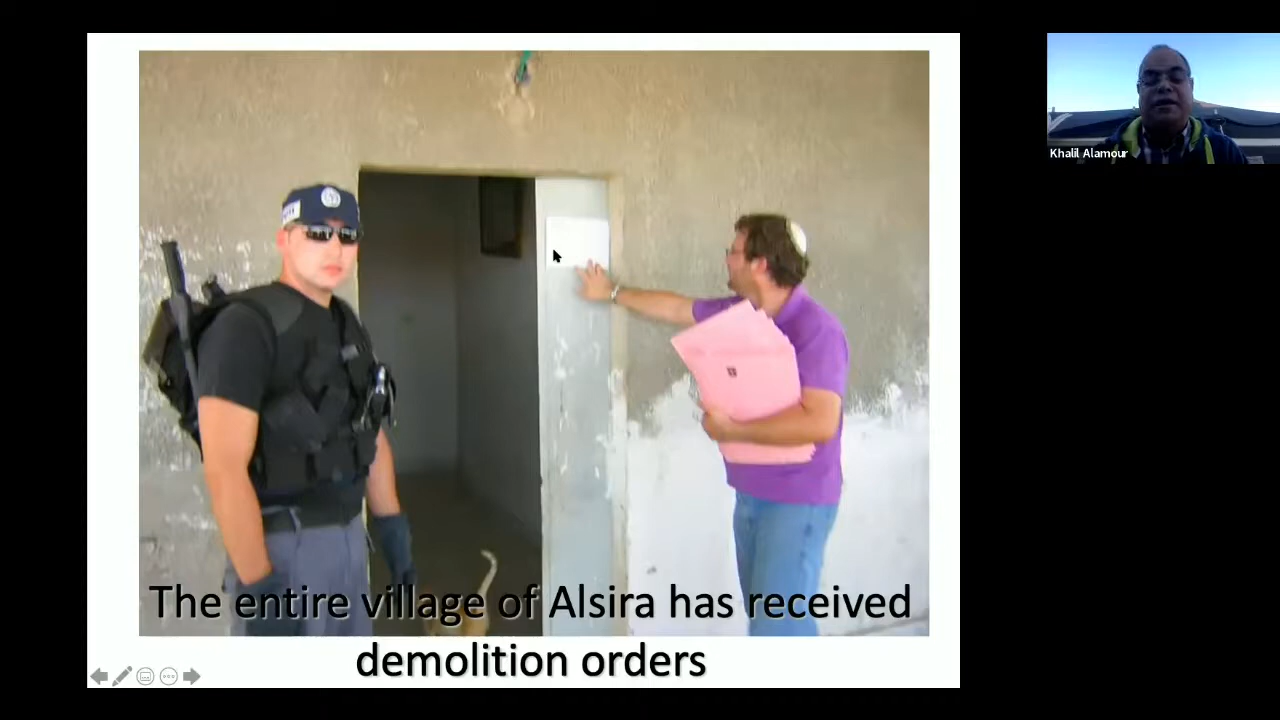 Khalil Alamour
The entire village of Alsira has received
demolition orders